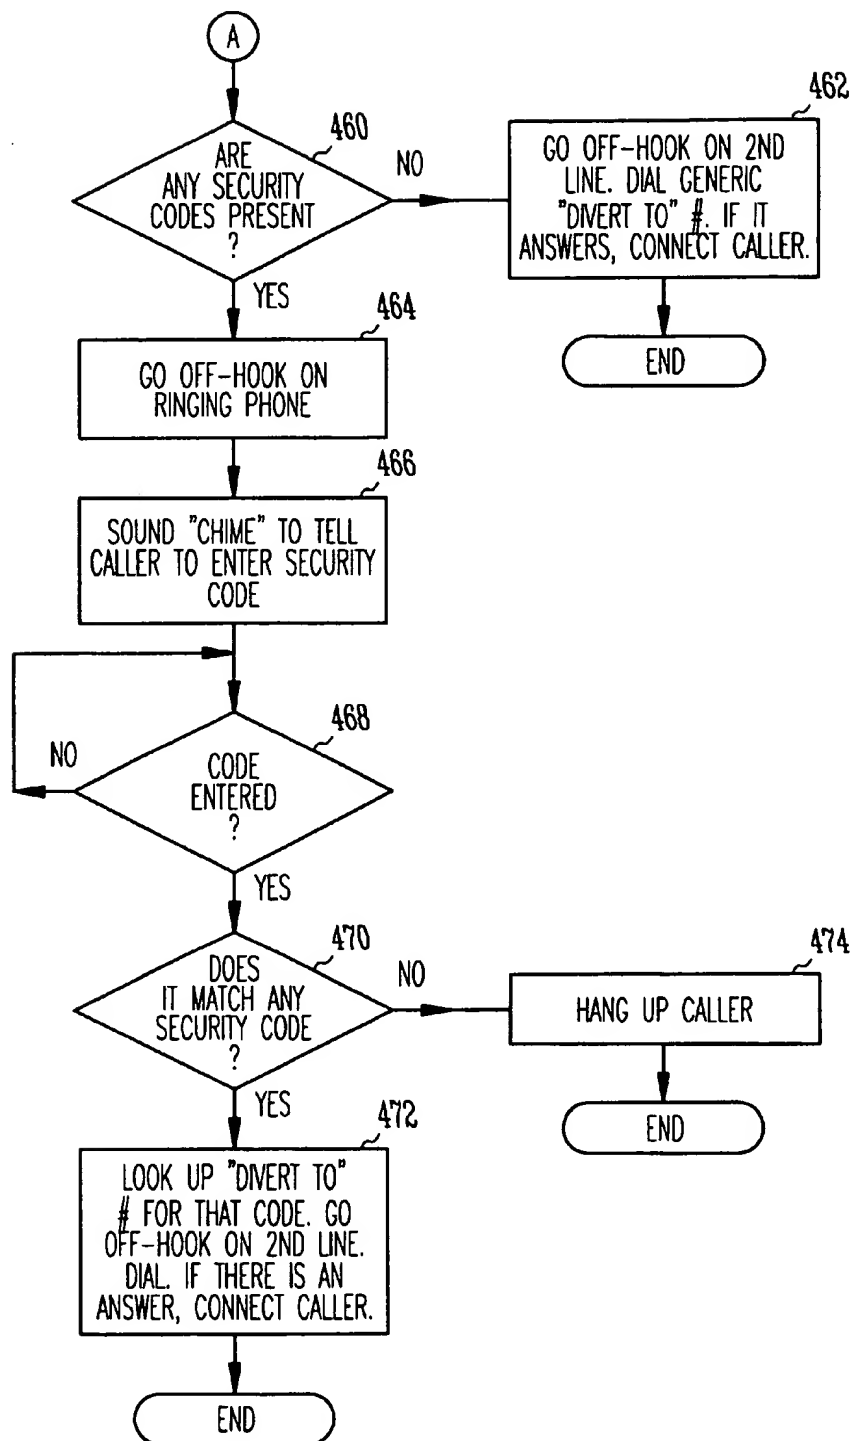 A
460
ARE
ANY SECURITY
CODES PRESENT
?
NO
462
GO OFF-HOOK ON 2ND
LINE. DIAL GENERIC
"DIVERT TO" #. IF IT
ANSWERS, CONNECT CALLER.
END
YES
464
GO OFF-HOOK ON
RINGING PHONE
466
SOUND "CHIME" TO TELL
CALLER TO ENTER SECURITY
CODE
468
NO
CODE
ENTERED
?
YES
470
DOES
IT MATCH ANY
SECURITY CODE
?
NO
474
HANG UP CALLER
END
YES
472
LOOK UP "DIVERT TO"
# FOR THAT CODE. GO
OFF-HOOK ON 2ND LINE.
DIAL. IF THERE IS AN
ANSWER, CONNECT CALLER.
END